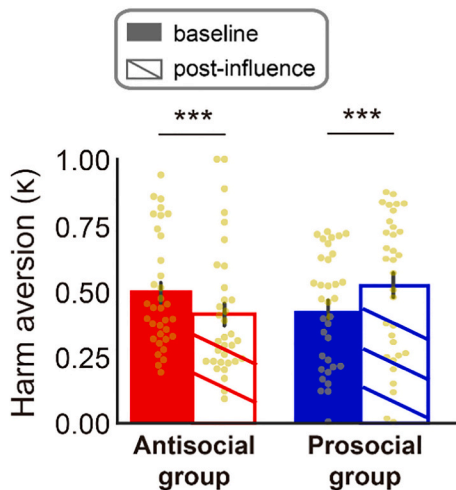 baseline
post-influence
***
***
Harm aversion (κ)
1.00
0.75
0.50
0.25
0.00
Antisocial
group
Prosocial
group